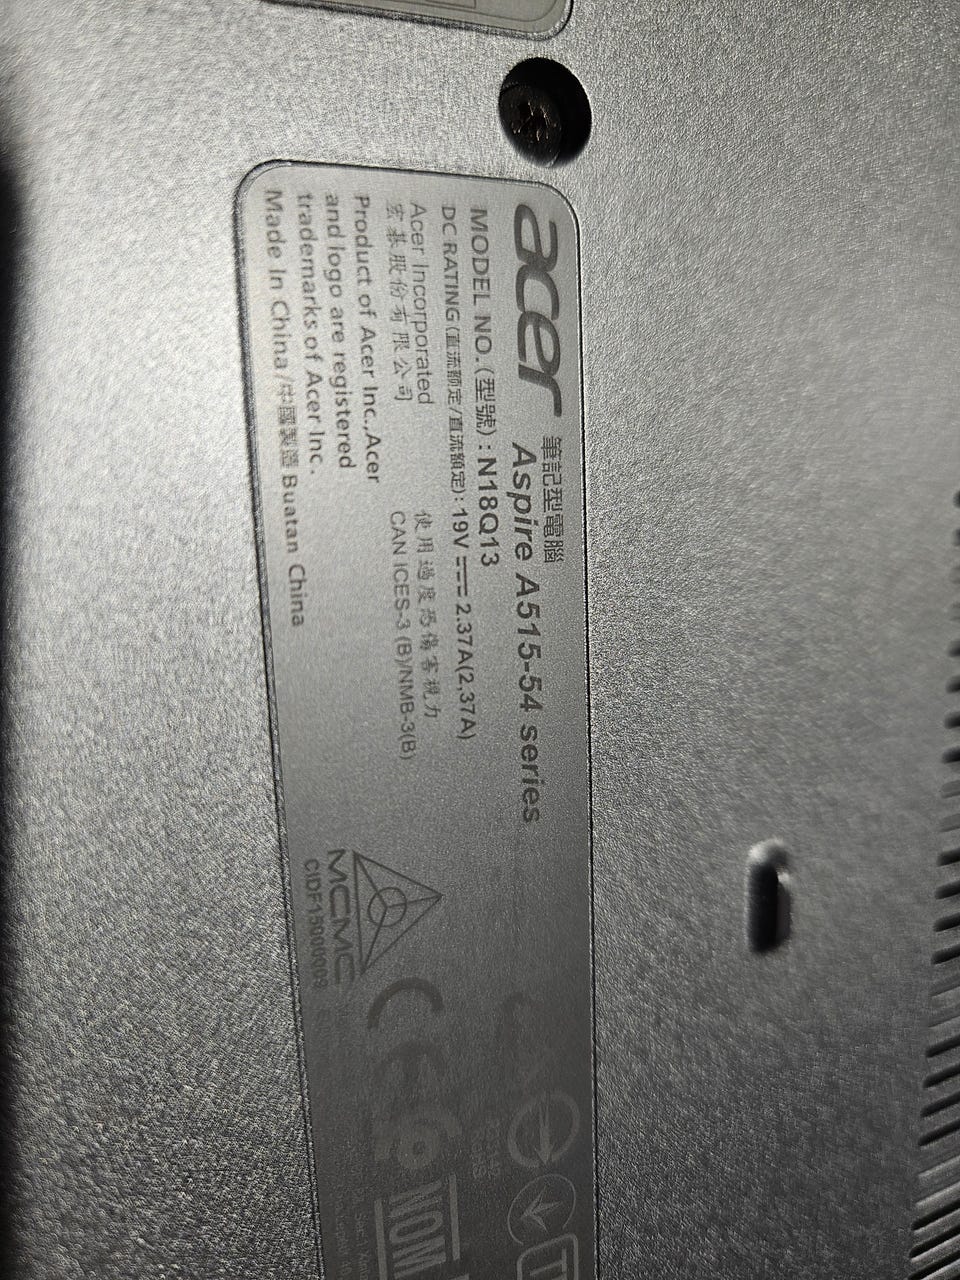 acer 筆記型電腦
Aspire A515-54 series
MODEL NO.(型號):N18Q13
DC RATING(直流額定/直流額定):19V⎓2.37A(2,37A)
Acer Incorporated
宏碁股份有限公司
使用過度恐傷害視力
CAN ICES-3 (B)/NMB-3(B)
Product of Acer Inc.,Acer
and logo are registered
trademarks of Acer Inc.
Made In China/中國製造 Buatan China
MCMC
CIDF15000009
CE
NOM